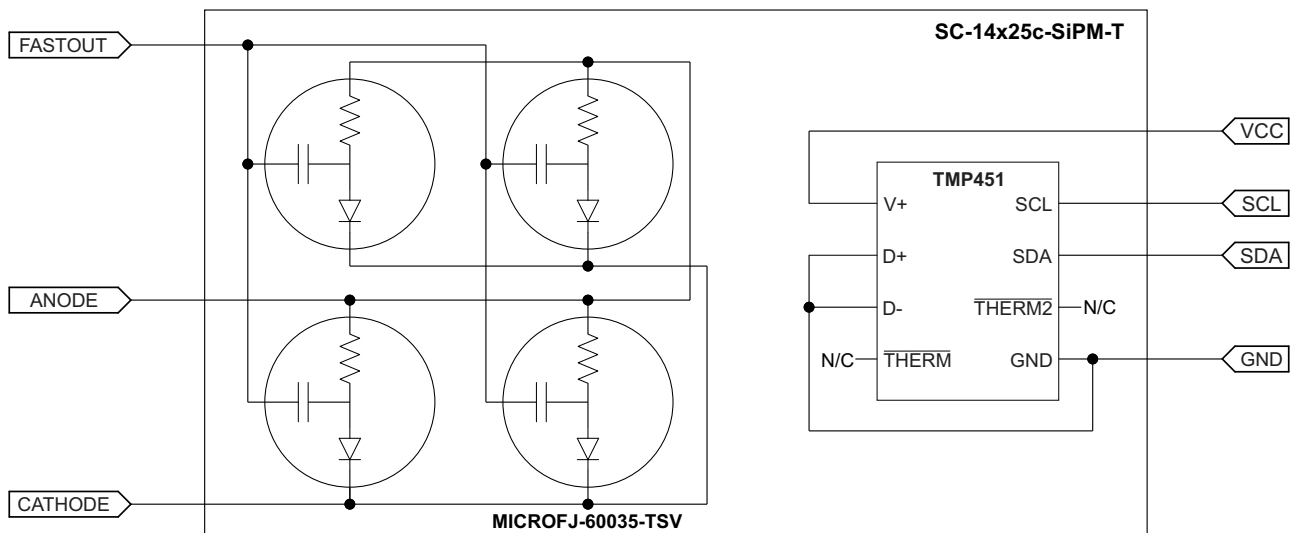 SC-14x25c-SiPM-T
FASTOUT
VCC
TMP451
V+ SCL
SCL
D+ SDA
SDA
ANODE
D- THERM2 N/C
N/C THERM GND
GND
CATHODE
MICROFJ-60035-TSV